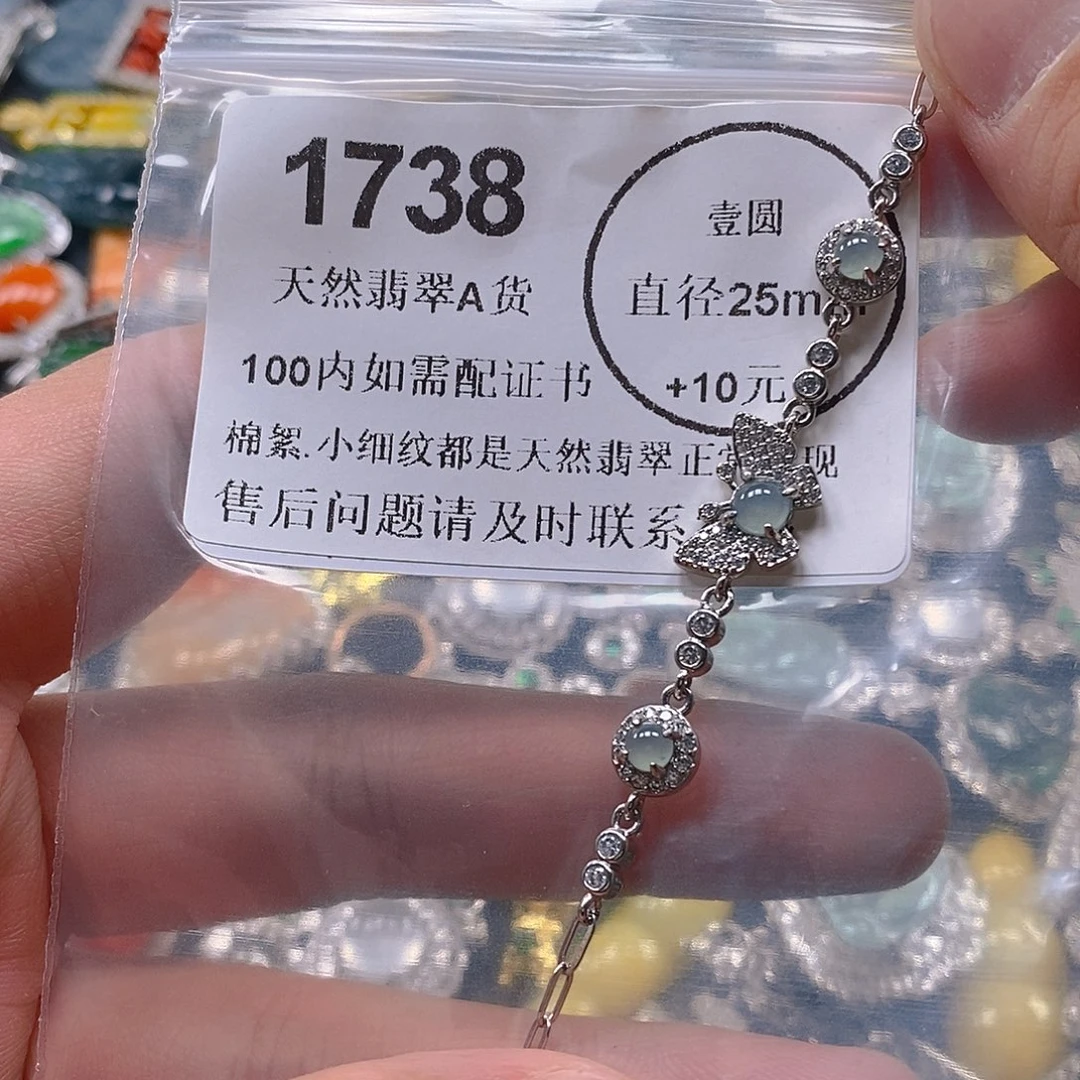 1738
壹圆
天然翡翠A货
直径25m
100内如需配证书
+10元
棉絮.小细纹都是天然翡翠正 现
售后问题请及时联系